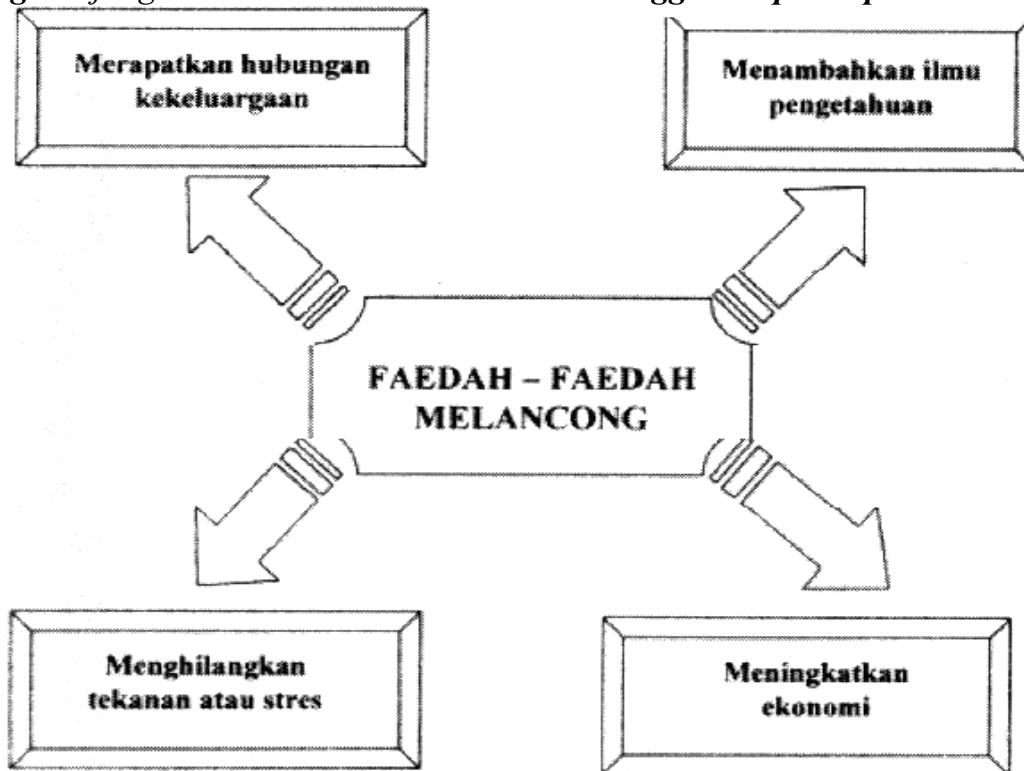 Merapatkan hubungan
kekeluargaan
Menambahkan ilmu
pengetahuan
FAEDAH – FAEDAH
MELANCONG
Menghilangkan
tekanan atau stres
Meningkatkan
ekonomi